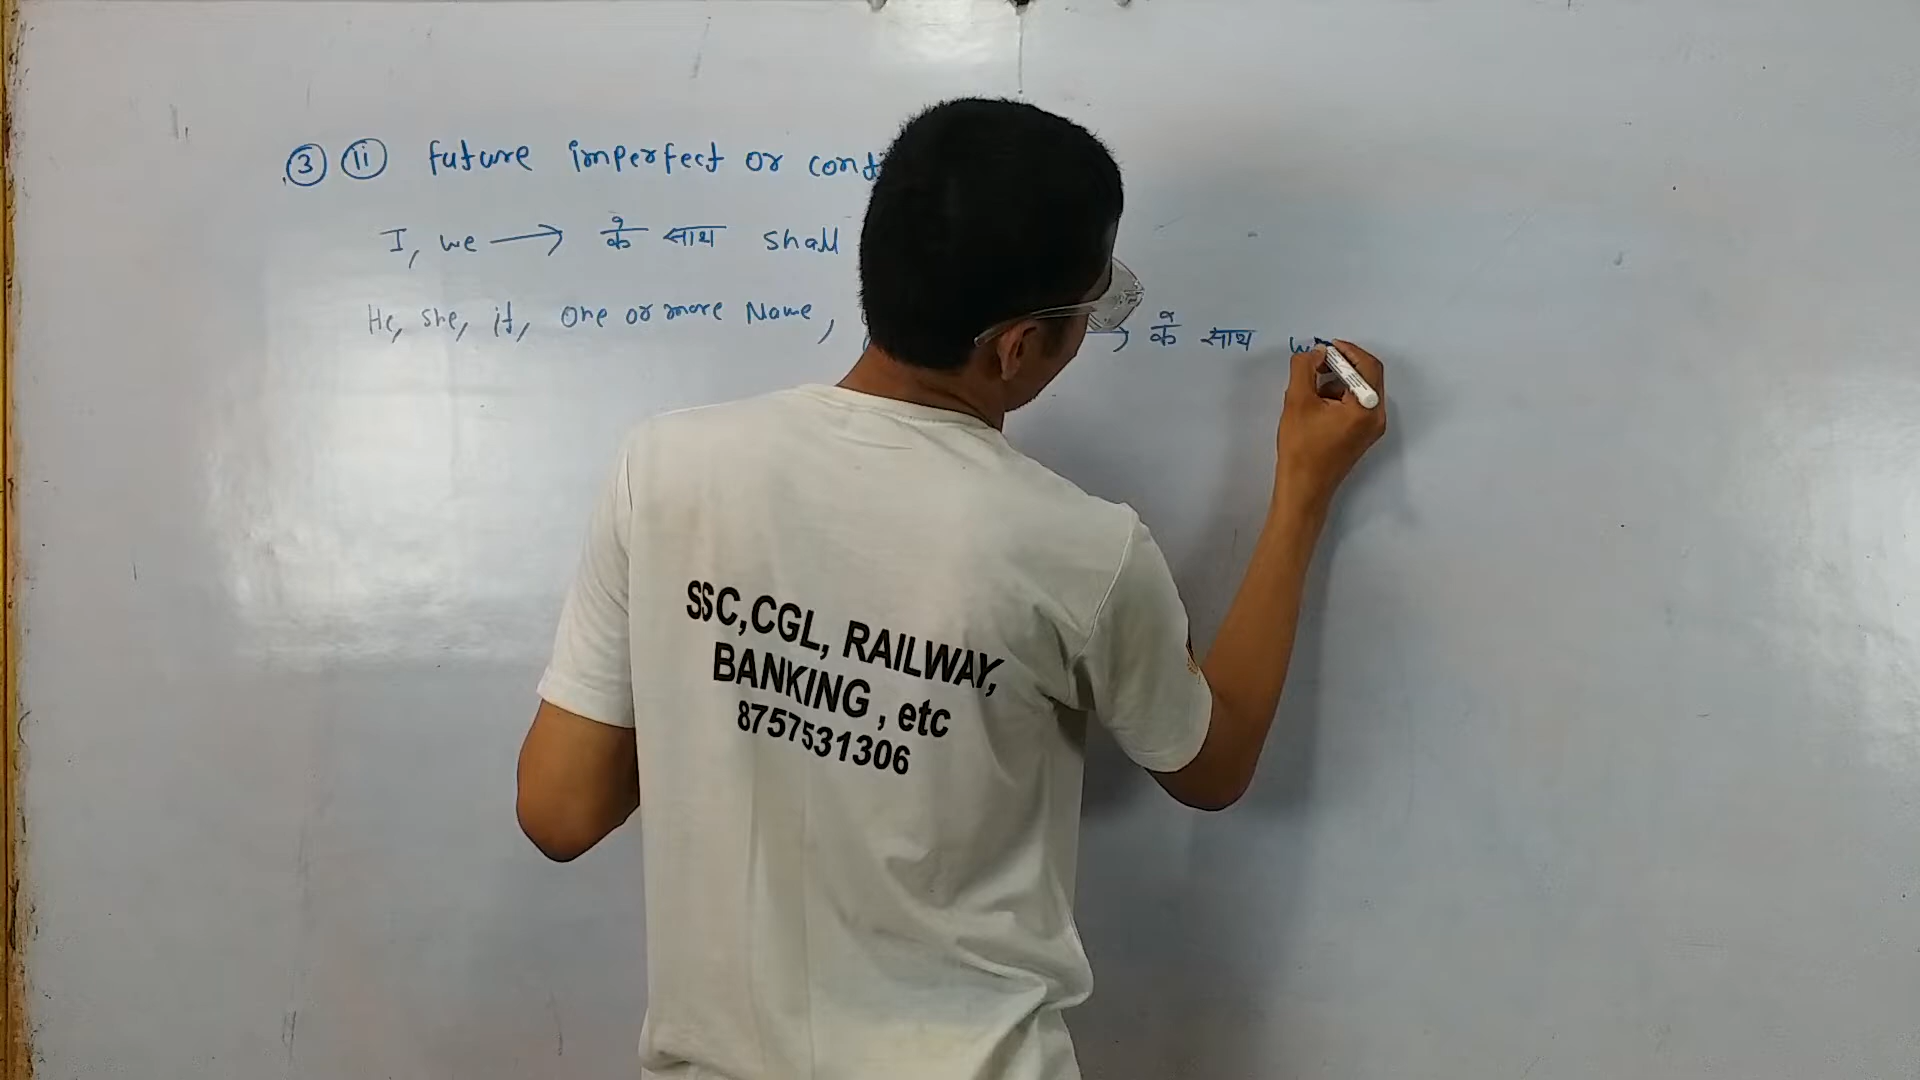 ③ ⅱ future imperfect or cont
I, we → के साथ shall
He, she, it, one or more Name, → के साथ
SSC,CGL, RAILWAY,
BANKING , etc
8757531306